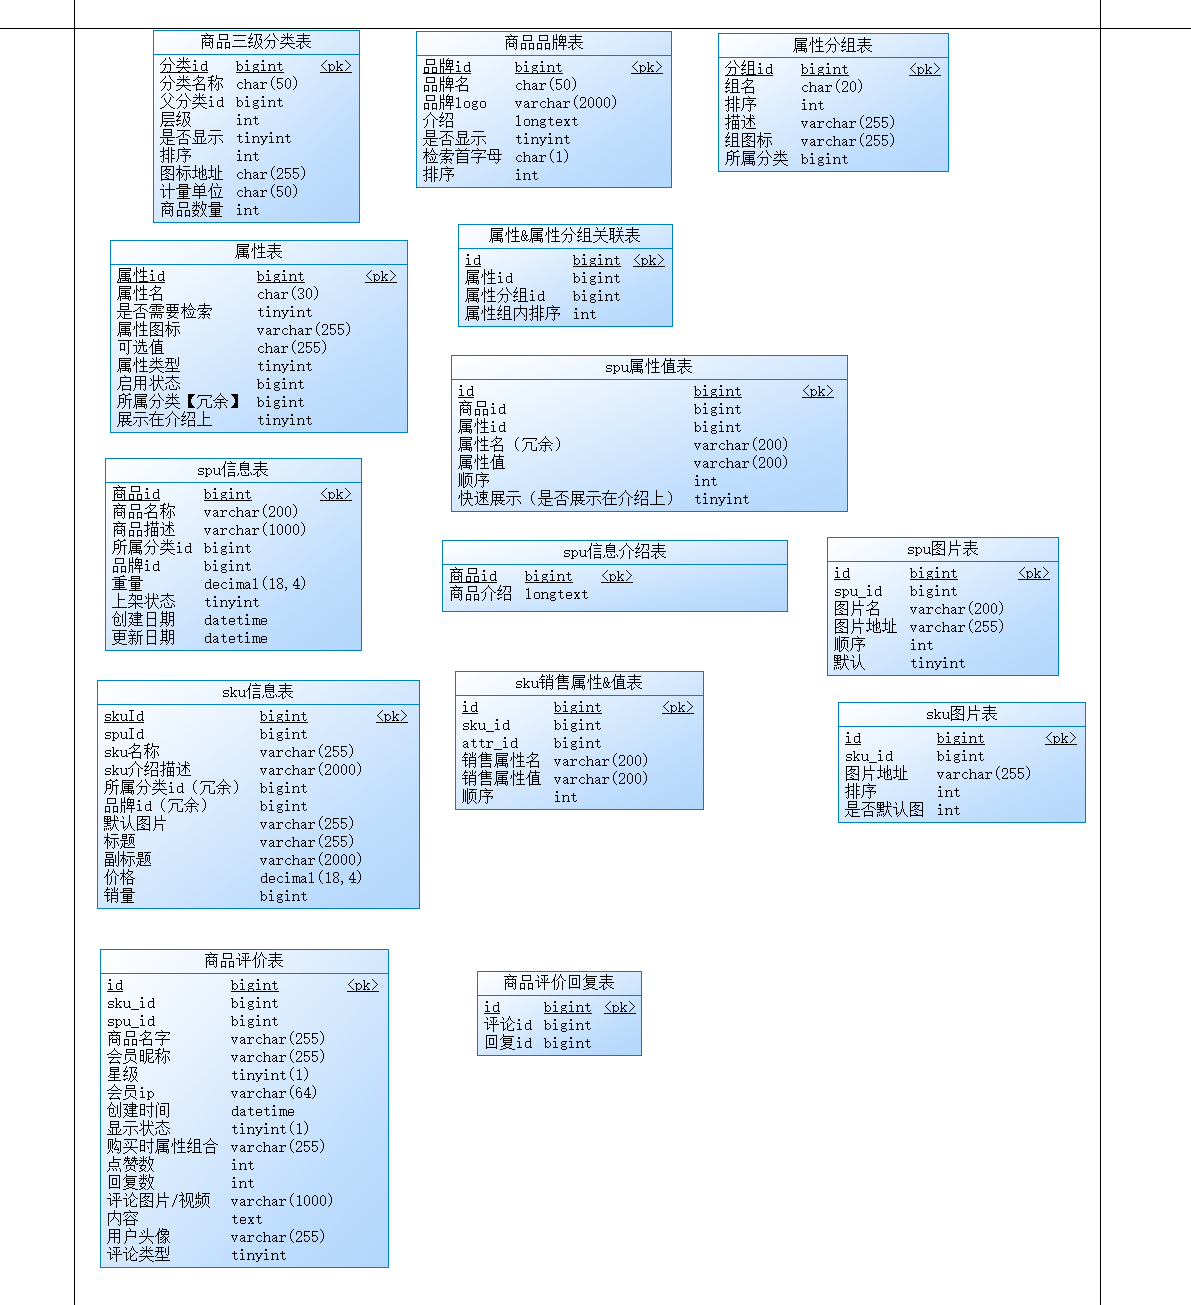 商品三级分类表
分类id bigint <pk>
分类名称 char(50)
父分类id bigint
层级 int
是否显示 tinyint
排序 int
图标地址 char(255)
计量单位 char(50)
商品数量 int
商品品牌表
品牌id bigint <pk>
品牌名 char(50)
品牌logo varchar(2000)
介绍 longtext
是否显示 tinyint
检索首字母 char(1)
排序 int
属性分组表
分组id bigint <pk>
组名 char(20)
排序 int
描述 varchar(255)
组图标 varchar(255)
所属分类 bigint
属性表
属性id bigint <pk>
属性名 char(30)
是否需要检索 tinyint
属性图标 varchar(255)
可选值 char(255)
属性类型 tinyint
启用状态 bigint
所属分类【冗余】 bigint
展示在介绍上 tinyint
属性&属性分组关联表
id bigint <pk>
属性id bigint
属性分组id bigint
属性组内排序 int
spu属性值表
id bigint <pk>
商品id bigint
属性id bigint
属性名（冗余） varchar(200)
属性值 varchar(200)
顺序 int
快速展示（是否展示在介绍上） tinyint
spu信息表
商品id bigint <pk>
商品名称 varchar(200)
商品描述 varchar(1000)
所属分类id bigint
品牌id bigint
重量 decimal(18,4)
上架状态 tinyint
创建日期 datetime
更新日期 datetime
spu信息介绍表
商品id bigint <pk>
商品介绍 longtext
spu图片表
id bigint <pk>
spu_id bigint
图片名 varchar(200)
图片地址 varchar(255)
顺序 int
默认 tinyint
sku信息表
skuId bigint <pk>
spuId bigint
sku名称 varchar(255)
sku介绍描述 varchar(2000)
所属分类id（冗余） bigint
品牌id（冗余） bigint
默认图片 varchar(255)
标题 varchar(255)
副标题 varchar(2000)
价格 decimal(18,4)
销量 bigint
sku销售属性&值表
id bigint <pk>
sku_id bigint
attr_id bigint
销售属性名 varchar(200)
销售属性值 varchar(200)
顺序 int
sku图片表
id bigint <pk>
sku_id bigint
图片地址 varchar(255)
排序 int
是否默认图 int
商品评价表
id bigint <pk>
sku_id bigint
spu_id bigint
商品名字 varchar(255)
会员昵称 varchar(255)
星级 tinyint(1)
会员ip varchar(64)
创建时间 datetime
显示状态 tinyint(1)
购买时属性组合 varchar(255)
点赞数 int
回复数 int
评论图片/视频 varchar(1000)
内容 text
用户头像 varchar(255)
评论类型 tinyint
商品评价回复表
id bigint <pk>
评论id bigint
回复id bigint